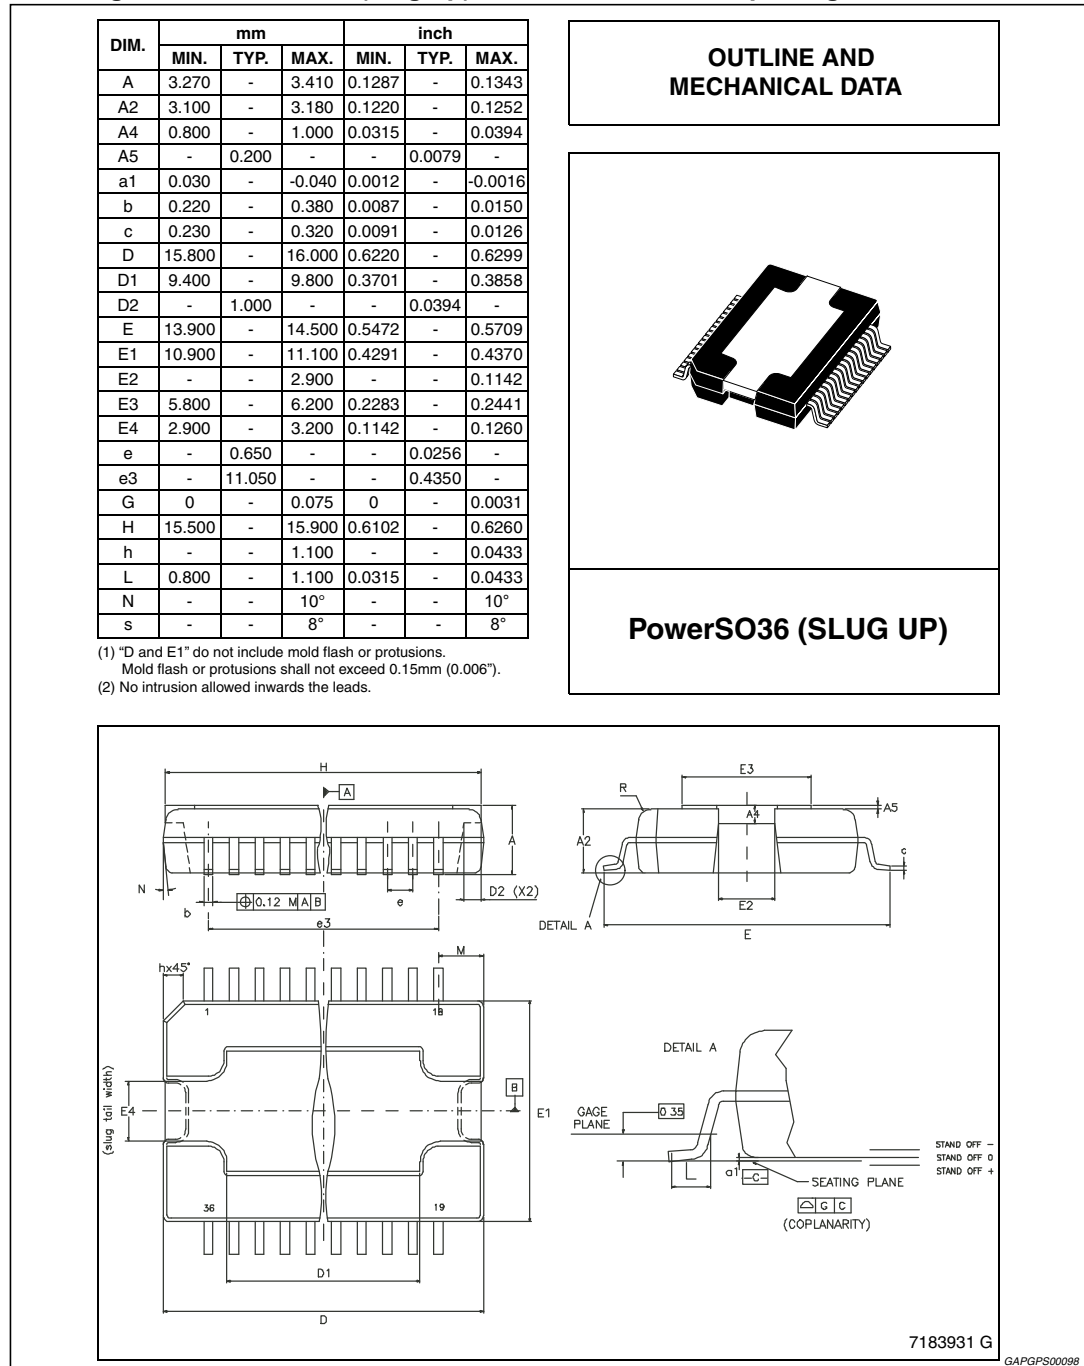 DIM. mm inch
MIN. TYP. MAX. MIN. TYP. MAX.
A 3.270 - 3.410 0.1287 - 0.1343
A2 3.100 - 3.180 0.1220 - 0.1252
A4 0.800 - 1.000 0.0315 - 0.0394
A5 - 0.200 - - 0.0079 -
a1 0.030 - -0.040 0.0012 - -0.0016
b 0.220 - 0.380 0.0087 - 0.0150
c 0.230 - 0.320 0.0091 - 0.0126
D 15.800 - 16.000 0.6220 - 0.6299
D1 9.400 - 9.800 0.3701 - 0.3858
D2 - 1.000 - - 0.0394 -
E 13.900 - 14.500 0.5472 - 0.5709
E1 10.900 - 11.100 0.4291 - 0.4370
E2 - - 2.900 - - 0.1142
E3 5.800 - 6.200 0.2283 - 0.2441
E4 2.900 - 3.200 0.1142 - 0.1260
e - 0.650 - - 0.0256 -
e3 - 11.050 - - 0.4350 -
G 0 - 0.075 0 - 0.0031
H 15.500 - 15.900 0.6102 - 0.6260
h - - 1.100 - - 0.0433
L 0.800 - 1.100 0.0315 - 0.0433
N - - 10° - - 10°
s - - 8° - - 8°
(1) “D and E1” do not include mold flash or protusions.
Mold flash or protusions shall not exceed 0.15mm (0.006”).
(2) No intrusion allowed inwards the leads.
OUTLINE AND
MECHANICAL DATA
PowerSO36 (SLUG UP)
H
A
A
N
b
0.12 M A B
e
D2 (X2)
e3
E3
R
A4
A5
A2
c
E2
DETAIL A
E
M
hx45°
1
18
(slug tail width)
E4
B
E1
36
19
D1
D
DETAIL A
GAGE
PLANE
0.35
L
a1
-C-
SEATING PLANE
G C
(COPLANARITY)
STAND OFF -
STAND OFF 0
STAND OFF +
7183931 G
GAPGPS00098